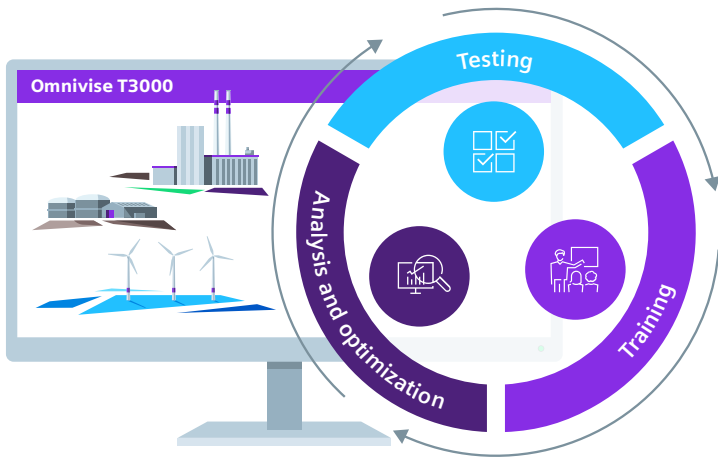 Omnivise T3000
Testing
Training
Analysis and optimization